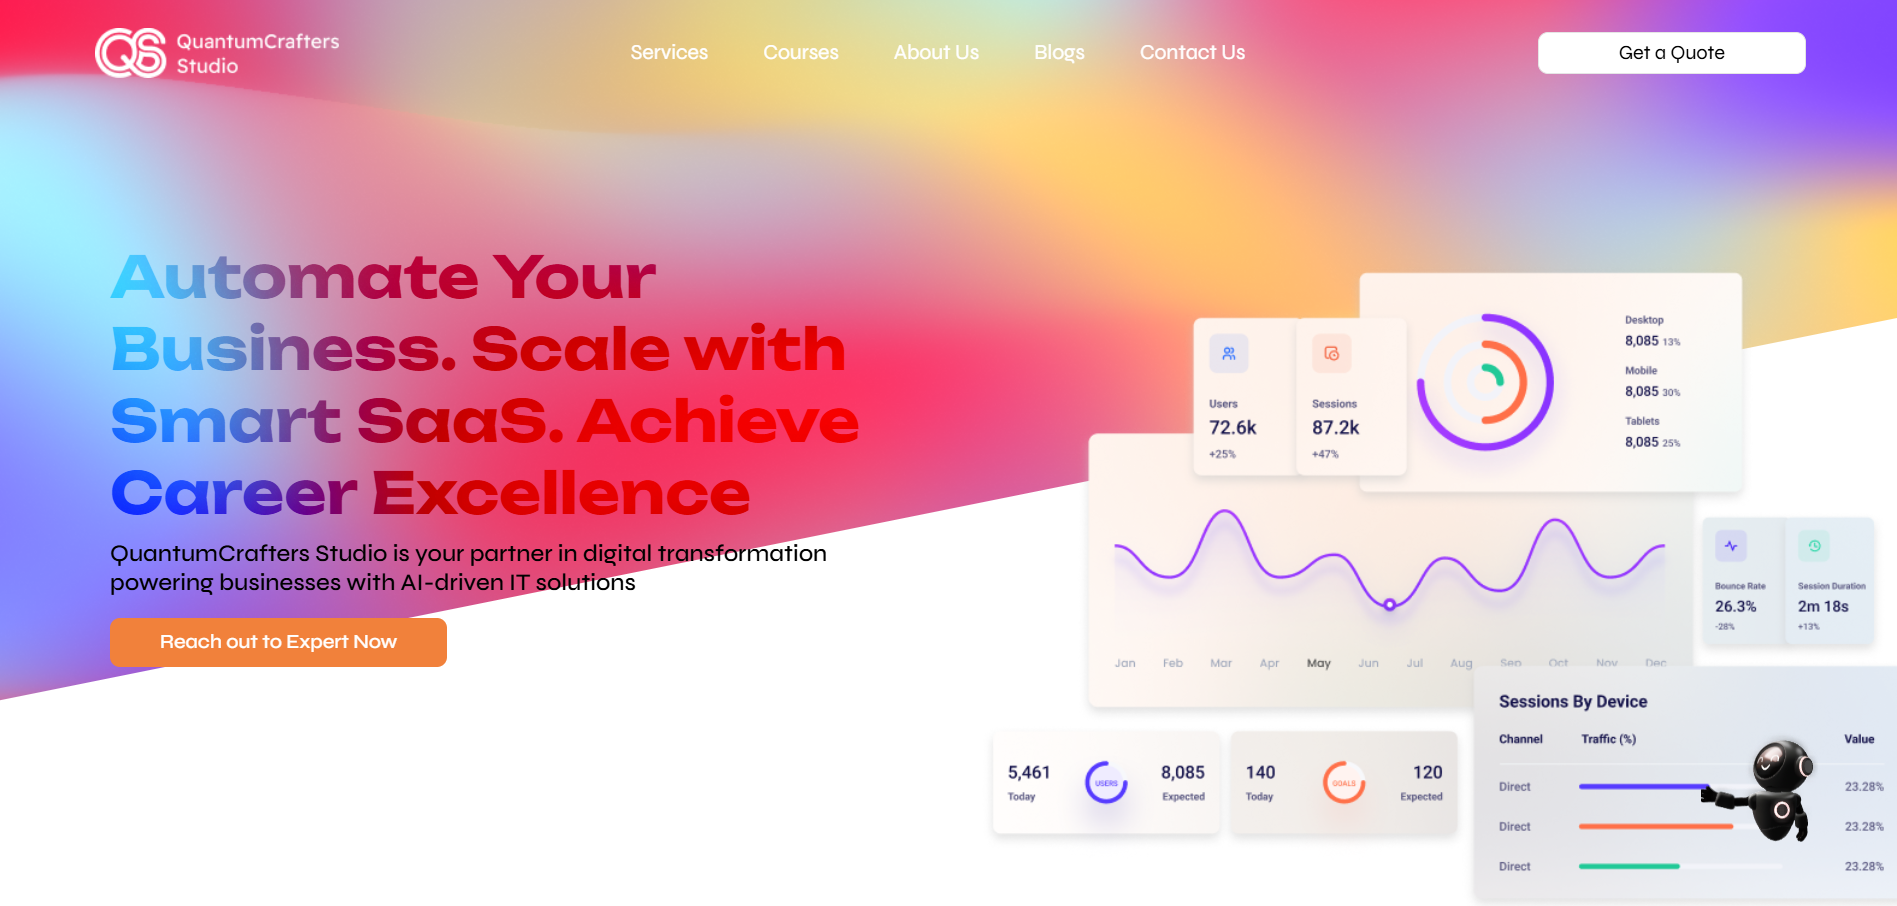 QuantumCrafters
Studio
Services
Courses
About Us
Blogs
Contact Us
Get a Quote
Automate Your
Business. Scale with
Smart SaaS. Achieve
Career Excellence
QuantumCrafters Studio is your partner in digital transformation
powering businesses with AI-driven IT solutions
Reach out to Expert Now
Desktop
8,085 13%
Mobile
8,085 30%
Tablets
8,085 25%
Users
72.6k
+25%
Sessions
87.2k
+47%
Jan Feb Mar Apr May Jun Jul Aug Sep Oct Nov Dec
Bounce Rate
26.3%
-28%
Session Duration
2m 18s
+13%
5,461
Today
USERS
8,085
Expected
140
Today
GOALS
120
Expected
Sessions By Device
Channel Traffic (%) Value
Direct 23.28%
Direct 23.28%
Direct 23.28%